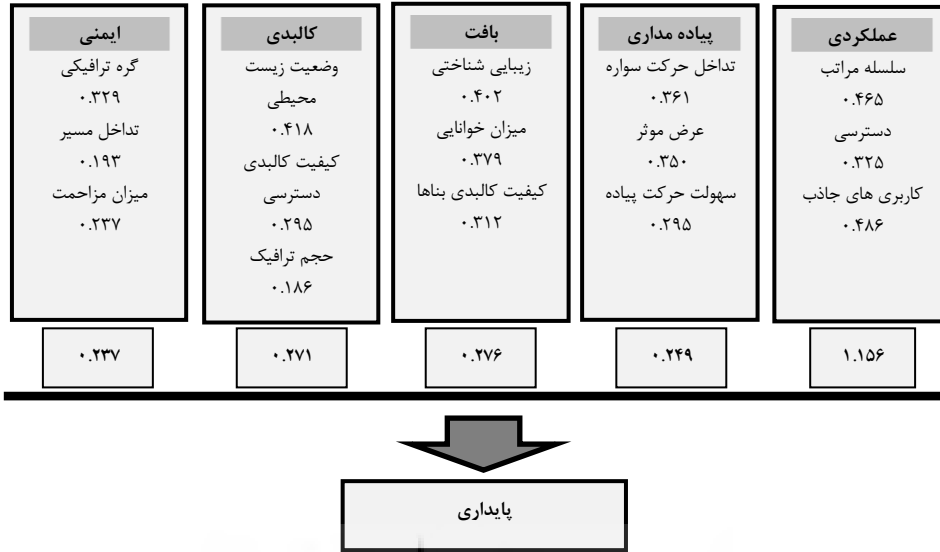 عملکردی
سلسله مراتب
۰.۴۶۵
دسترسی
۰.۳۲۵
کاربری های جاذب
۰.۴۸۶
۱.۱۵۶
پیاده مداری
تداخل حرکت سواره
۰.۳۶۱
عرض موثر
۰.۳۵۰
سهولت حرکت پیاده
۰.۲۹۵
۰.۲۴۹
بافت
زیبایی شناختی
۰.۴۰۲
میزان خوانایی
۰.۳۷۹
کیفیت کالبدی بناها
۰.۳۱۲
۰.۲۷۶
کالبدی
وضعیت زیست
محیطی
۰.۴۱۸
کیفیت کالبدی
دسترسی
۰.۲۹۵
حجم ترافیک
۰.۱۸۶
۰.۲۷۱
ایمنی
گره ترافیکی
۰.۳۲۹
تداخل مسیر
۰.۱۹۳
میزان مزاحمت
۰.۲۳۷
۰.۲۳۷
پایداری